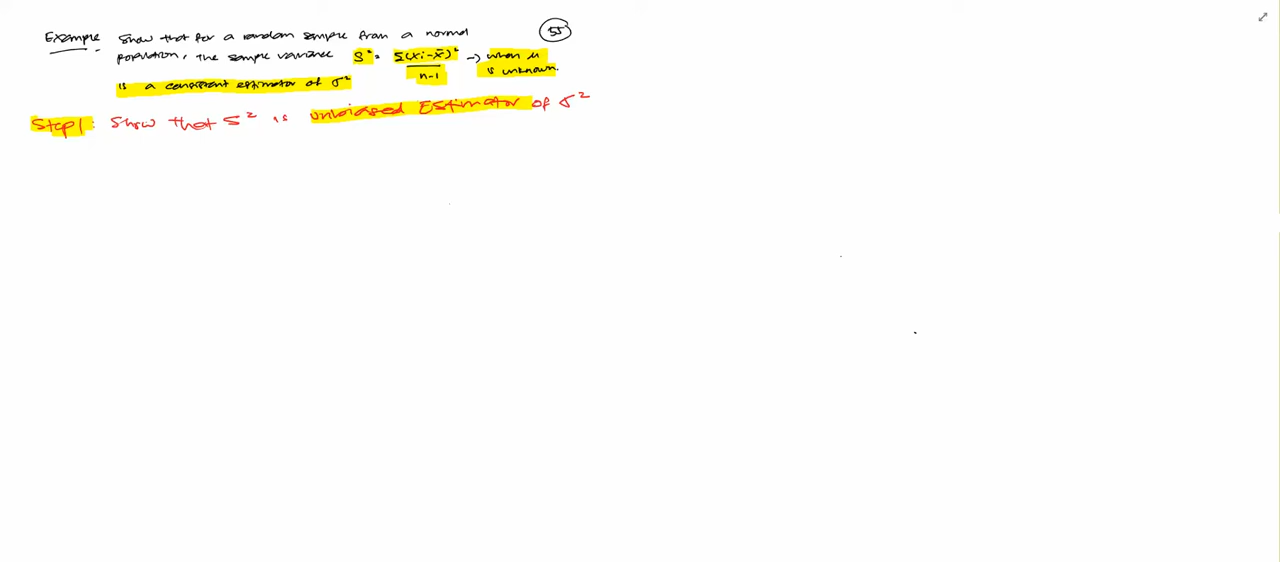 Example. Show that for a random sample from a normal (55)
population, the sample variance S² = Σ(xi-x̄)² / n-1 → when μ is unknown.
is a consistent estimator of σ²
Step 1: Show that S² is unbiased Estimator of σ²